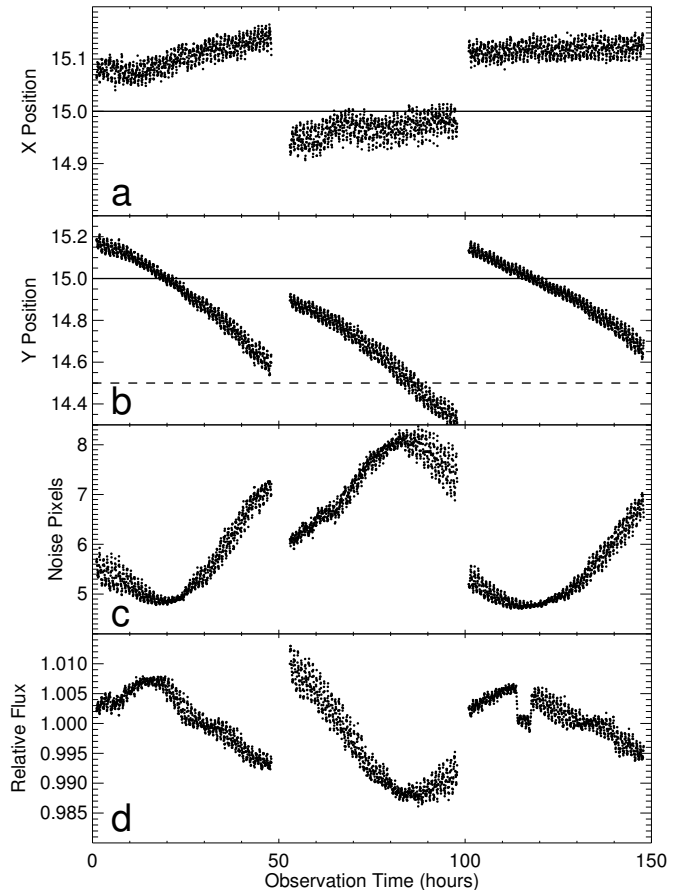 15.1
15.0
14.9
X Position
a
15.2
15.0
14.8
14.6
14.4
Y Position
b
8
7
6
5
Noise Pixels
c
1.010
1.005
1.000
0.995
0.990
0.985
Relative Flux
d
0 50 100 150
Observation Time (hours)